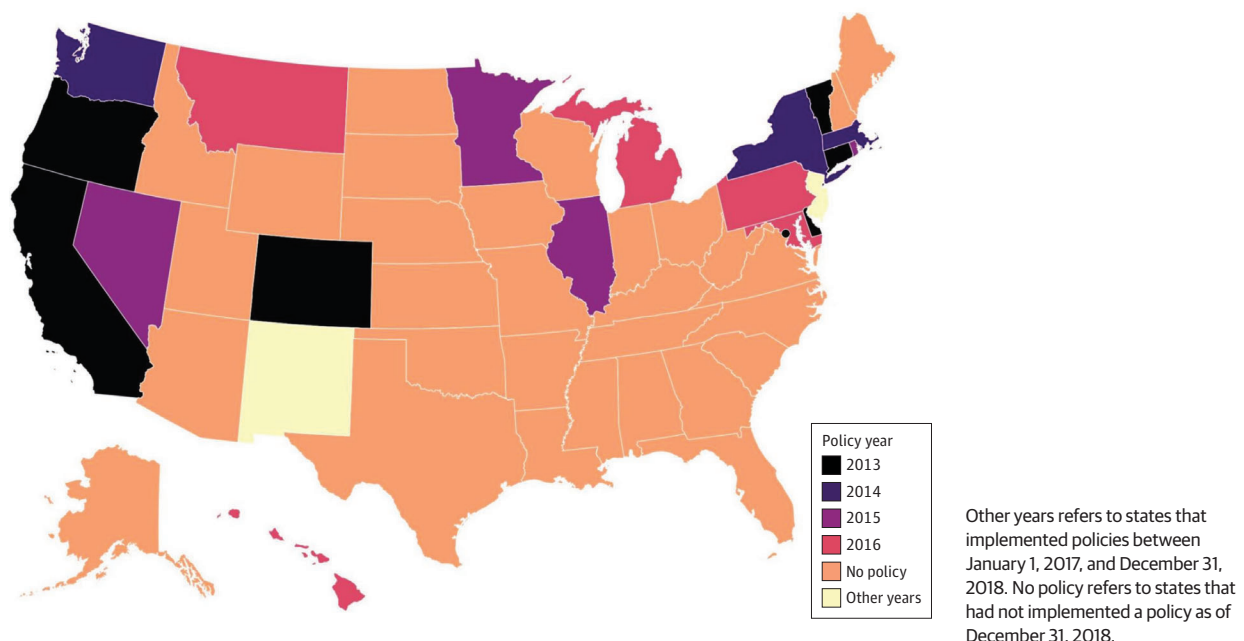 Policy year
2013
2014
2015
2016
No policy
Other years
Other years refers to states that
implemented policies between
January 1, 2017, and December 31,
2018. No policy refers to states that
had not implemented a policy as of
December 31, 2018.